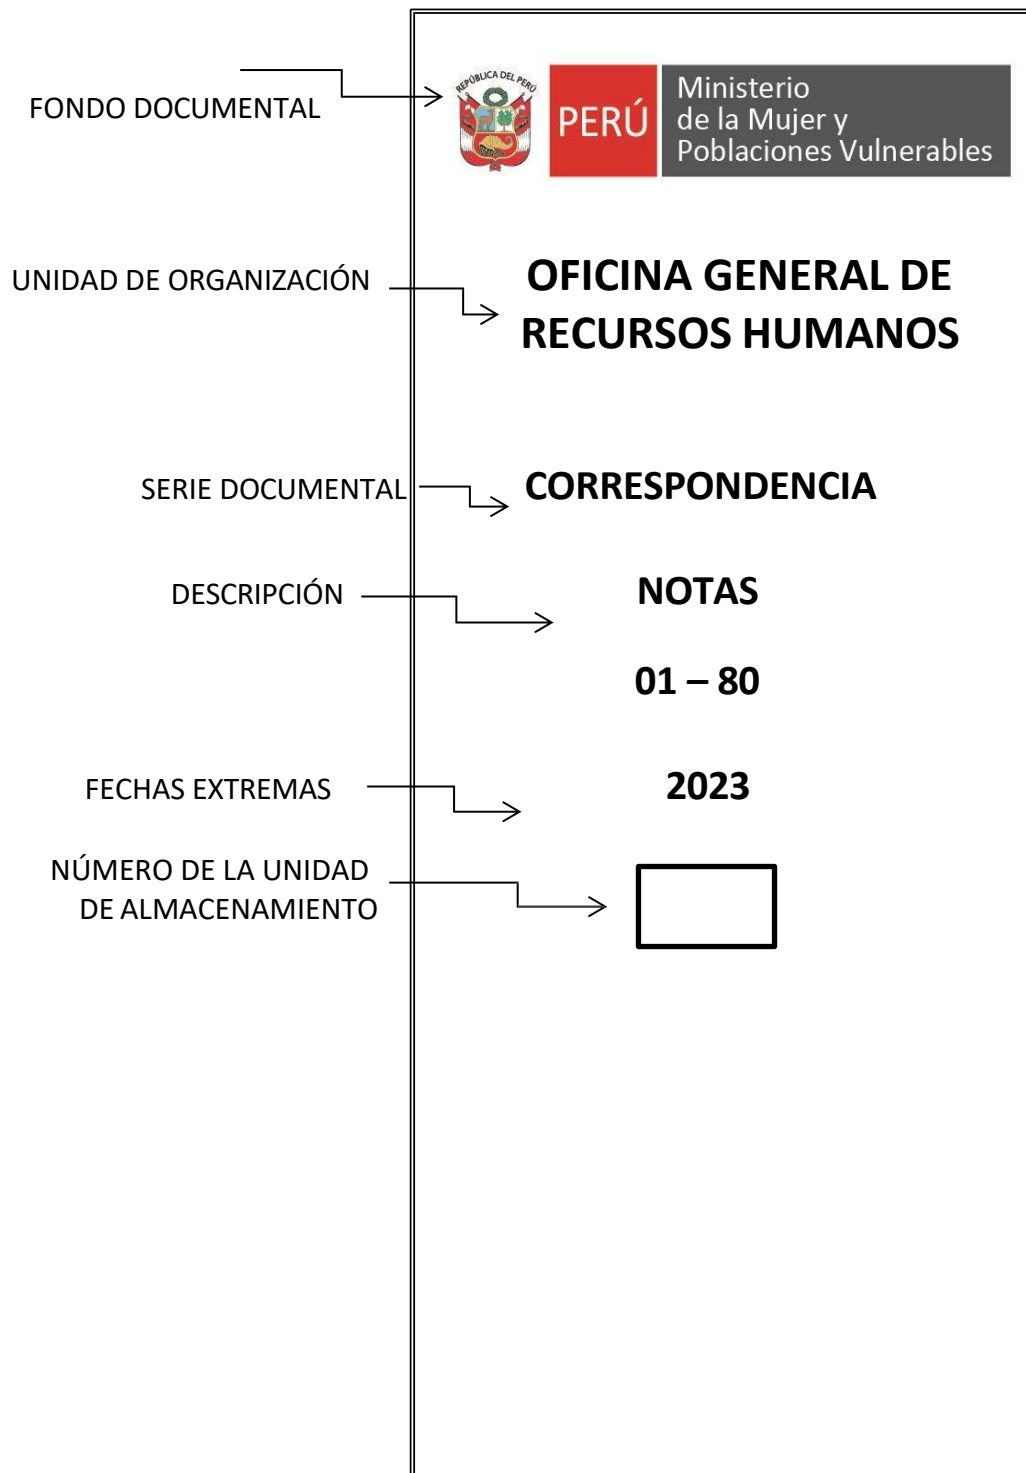 REPÚBLICA DEL PERÚ
FONDO DOCUMENTAL
PERÚ
Ministerio
de la Mujer y
Poblaciones Vulnerables
UNIDAD DE ORGANIZACIÓN
OFICINA GENERAL DE
RECURSOS HUMANOS
SERIE DOCUMENTAL
CORRESPONDENCIA
DESCRIPCIÓN
NOTAS
01 – 80
FECHAS EXTREMAS
2023
NÚMERO DE LA UNIDAD
DE ALMACENAMIENTO